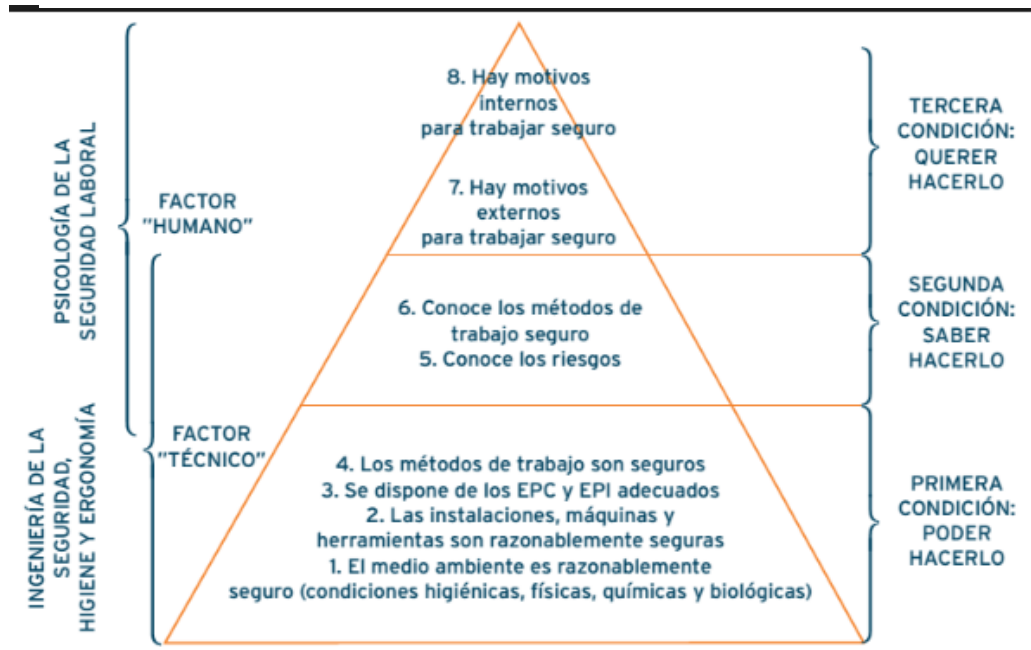 PSICOLOGÍA DE LA
SEGURIDAD LABORAL
INGENIERÍA DE LA
SEGURIDAD,
HIGIENE Y ERGONOMÍA
FACTOR
"HUMANO"
FACTOR
"TÉCNICO"
8. Hay motivos
internos
para trabajar seguro
7. Hay motivos
externos
para trabajar seguro
6. Conoce los métodos de
trabajo seguro
5. Conoce los riesgos
4. Los métodos de trabajo son seguros
3. Se dispone de los EPC y EPI adecuados
2. Las instalaciones, máquinas y
herramientas son razonablemente seguras
1. El medio ambiente es razonablemente
seguro (condiciones higiénicas, físicas, químicas y biológicas)
TERCERA
CONDICIÓN:
QUERER
HACERLO
SEGUNDA
CONDICIÓN:
SABER
HACERLO
PRIMERA
CONDICIÓN:
PODER
HACERLO